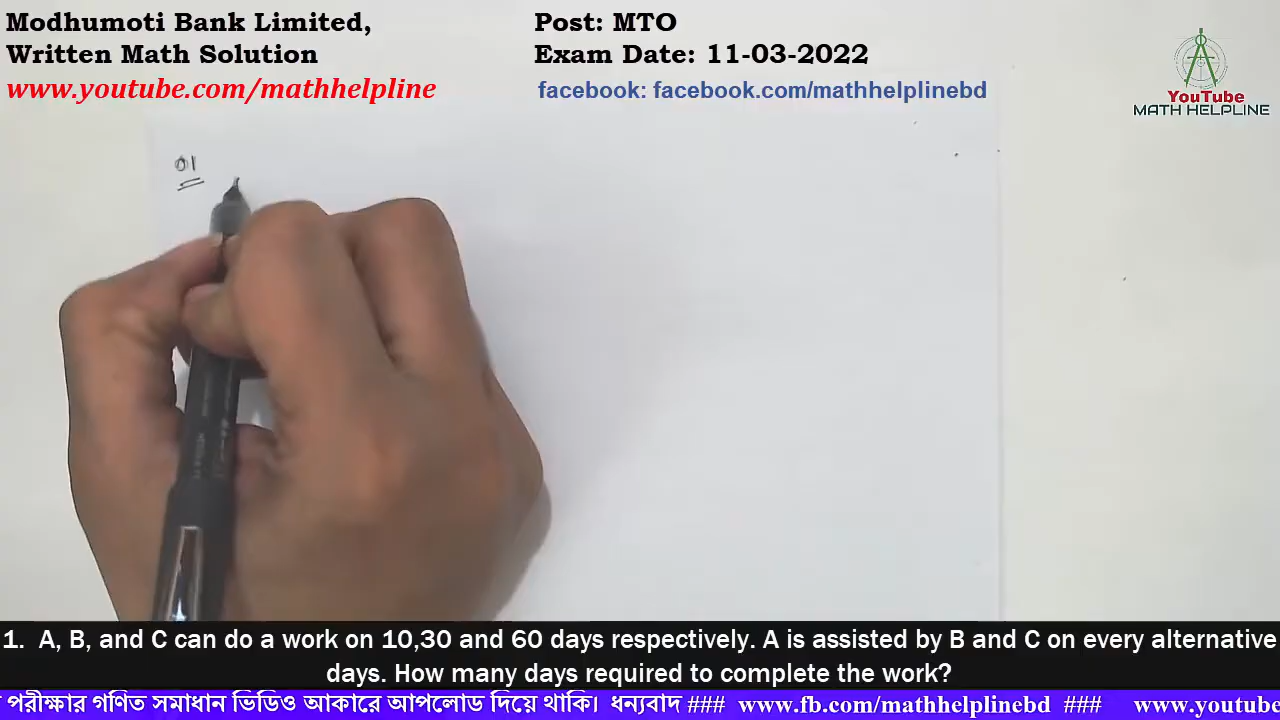 Modhumoti Bank Limited,
Written Math Solution
www.youtube.com/mathhelpline
Post: MTO
Exam Date: 11-03-2022
facebook: facebook.com/mathhelplinebd
YouTube
MATH HELPLINE
01
1. A, B, and C can do a work on 10,30 and 60 days respectively. A is assisted by B and C on every alternative
days. How many days required to complete the work?
পরীক্ষার গণিত সমাধান ভিডিও আকারে আপলোড দিয়ে থাকি। ধন্যবাদ ### www.fb.com/mathhelplinebd ### www.youtube